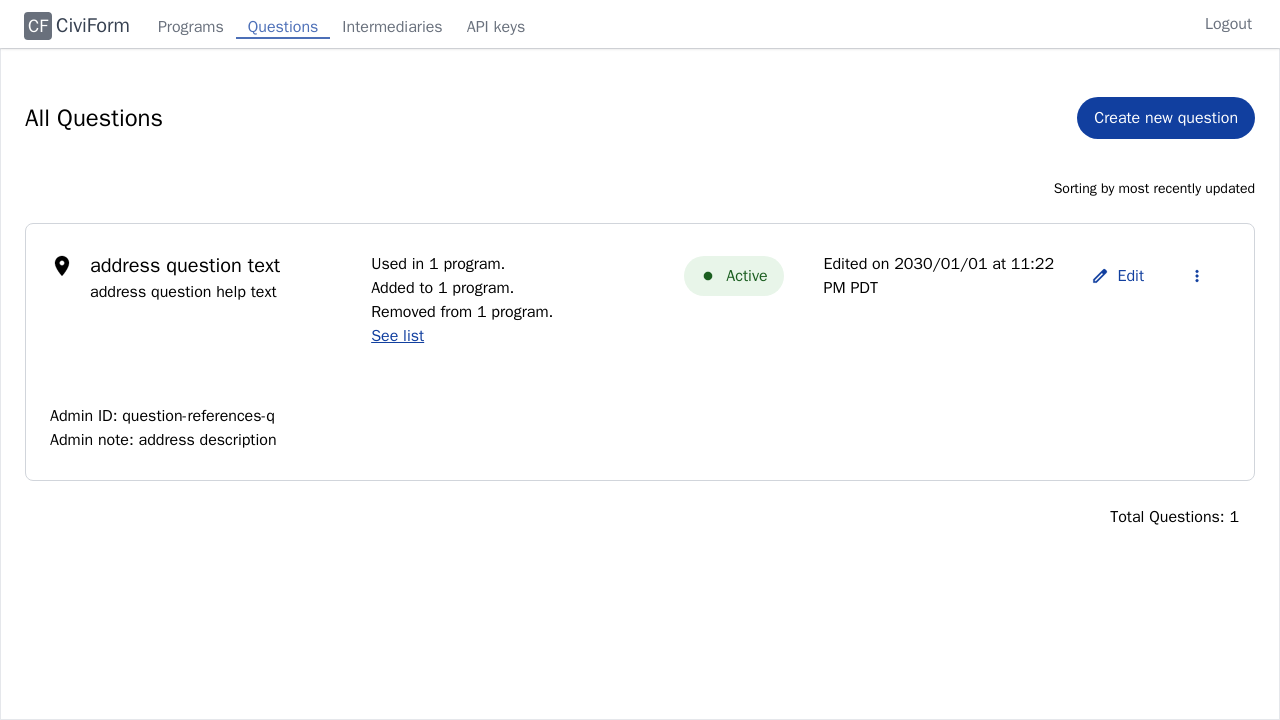 CF CiviForm Programs Questions Intermediaries API keys Logout
All Questions Create new question
Sorting by most recently updated
address question text
address question help text
Used in 1 program.
Added to 1 program.
Removed from 1 program.
See list
Active
Edited on 2030/01/01 at 11:22
PM PDT
Edit
Admin ID: question-references-q
Admin note: address description
Total Questions: 1